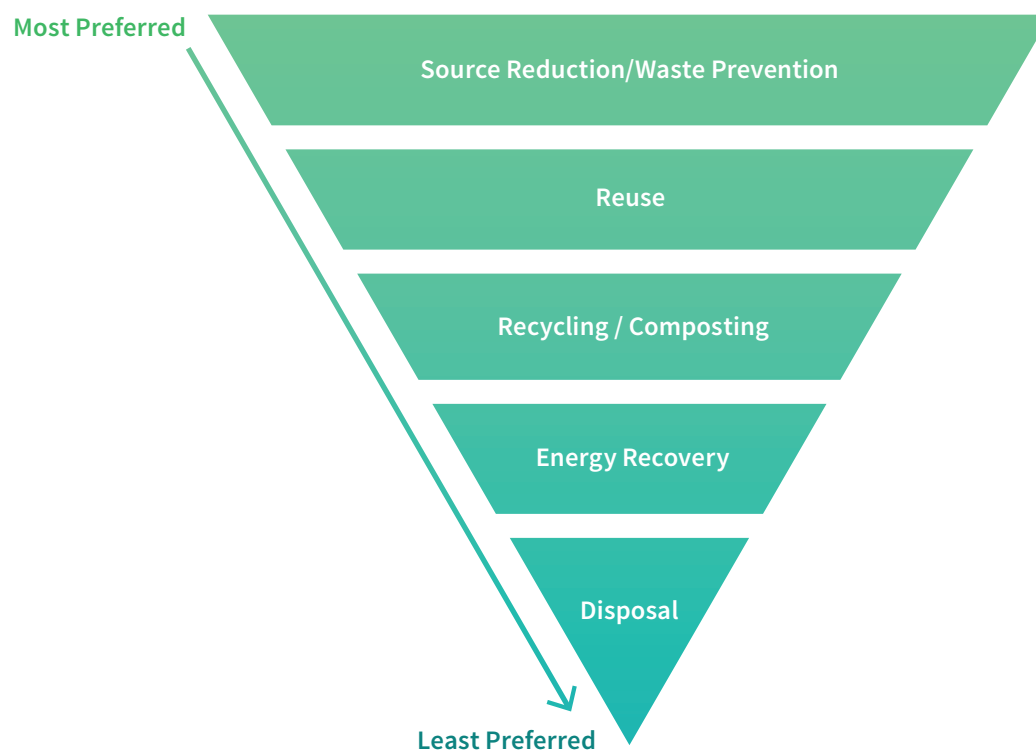 Most Preferred
Source Reduction/Waste Prevention
Reuse
Recycling / Composting
Energy Recovery
Disposal
Least Preferred